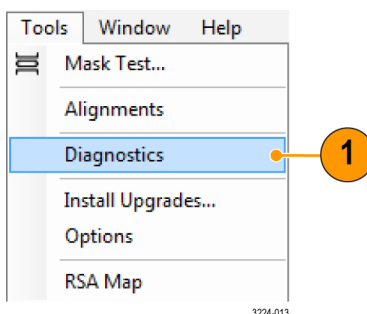 Tools Window Help
Mask Test...
Alignments
Diagnostics
1
Install Upgrades...
Options
RSA Map
3224-013